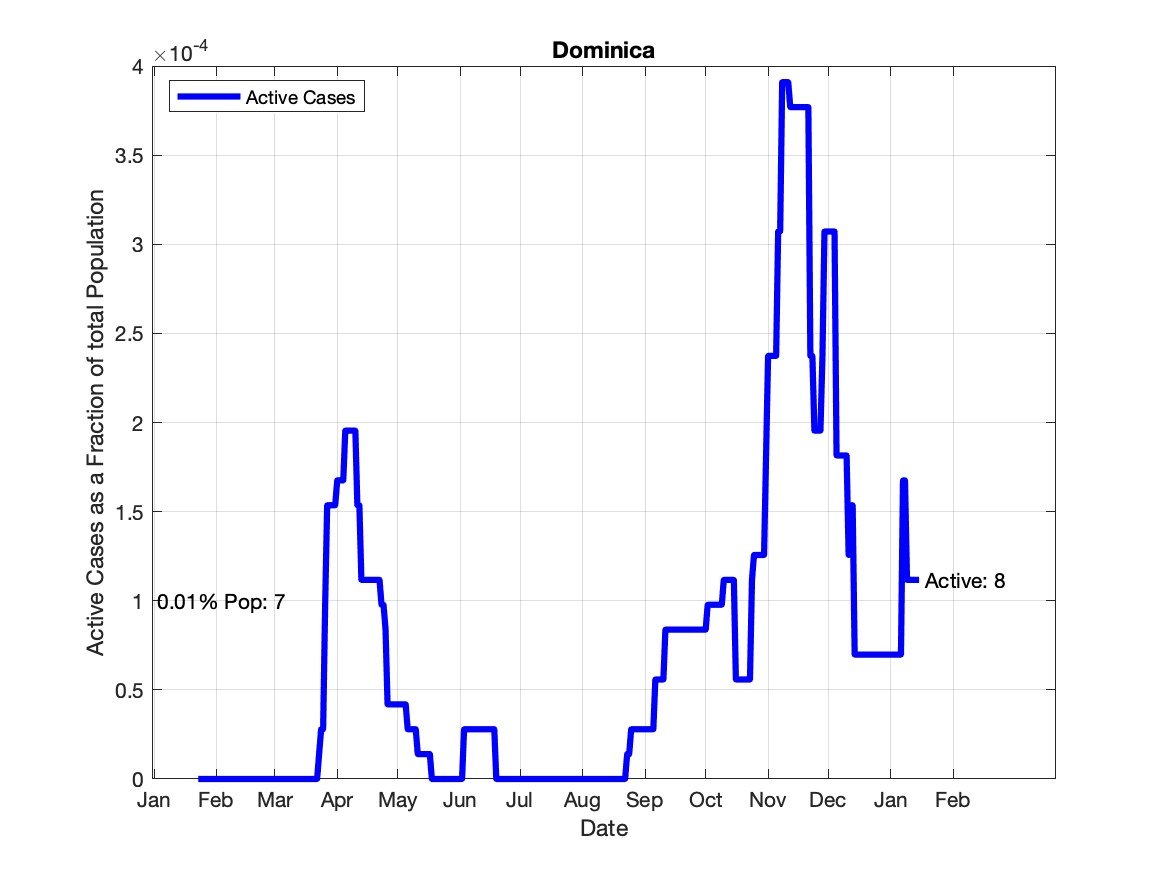 Dominica
×10-4
Active Cases
4
3.5
3
2.5
2
1.5
1
0.5
0
Active Cases as a Fraction of total Population
0.01% Pop: 7
Active: 8
Jan Feb Mar Apr May Jun Jul Aug Sep Oct Nov Dec Jan Feb
Date